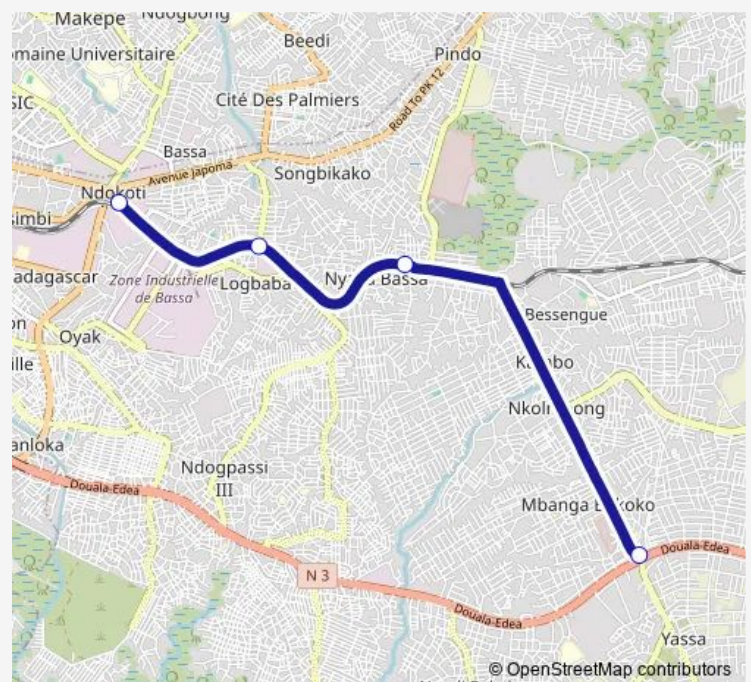 Makepe
Ndogbong
Beedi
Pindo
omaine Universitaire
Cité Des Palmiers
SIC
Road To PK 12
Bassa
Avenue Japoma
Songbikako
Ndokoti
simbi
adagascar
Zone Industrielle
de Bassa
Logbaba
Bassa
Bessengue
on
Oyak
ille
anloka
Ndogpassi
III
Mbanga
koko
Douala-Edea
Douala-Edea
N 3
Douala-Edea
Yassa
© OpenStreetMap contributors